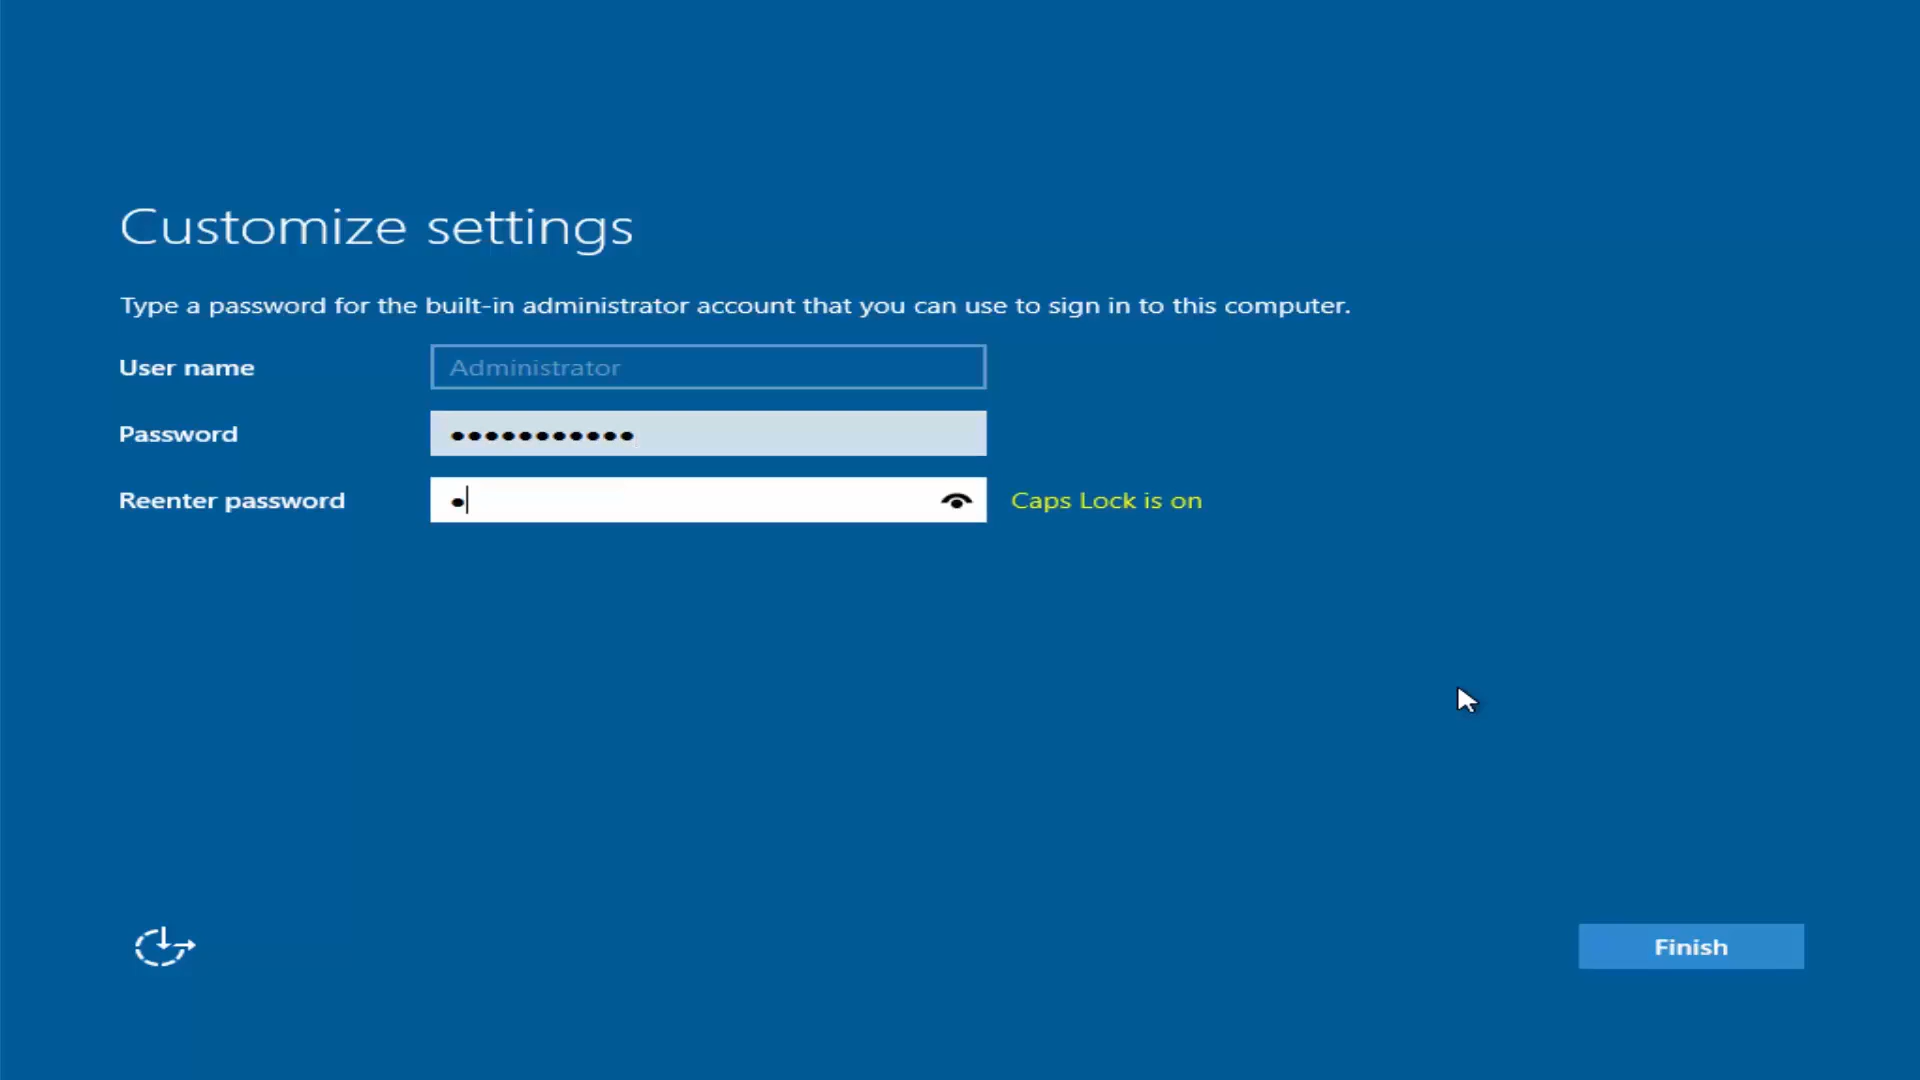 Customize settings
Type a password for the built-in administrator account that you can use to sign in to this computer.
User name
Administrator
Password
●●●●●●●●●●●
Reenter password
●
Caps Lock is on
Finish